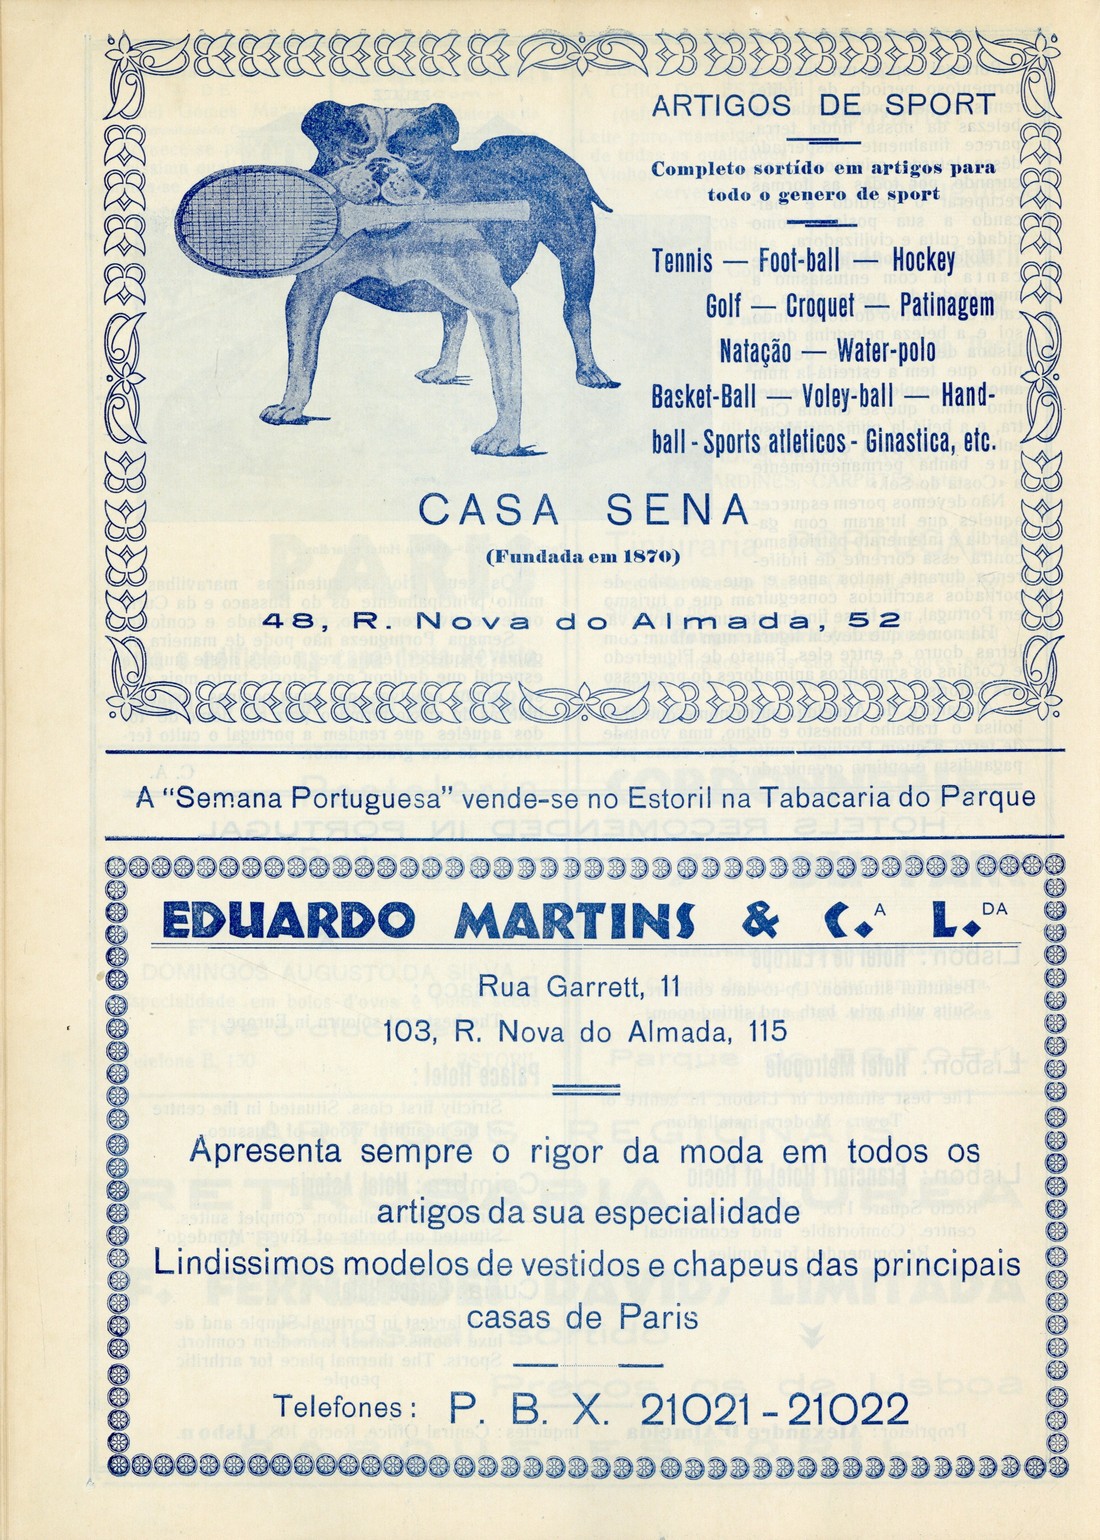 ARTIGOS DE SPORT
Completo sortido em artigos para
todo o genero de sport
Tennis — Foot-ball — Hockey
Golf — Croquet — Patinagem
Natação — Water-polo
Basket-Ball — Voley-ball — Hand-
ball - Sports atleticos - Ginastica, etc.
CASA SENA
(Fundada em 1870)
48, R. Nova do Almada, 52
A “Semana Portuguesa” vende-se no Estoril na Tabacaria do Parque
EDUARDO MARTINS & C.A L.DA
Rua Garrett, 11
103, R. Nova do Almada, 115
Apresenta sempre o rigor da moda em todos os
artigos da sua especialidade
Lindissimos modelos de vestidos e chapeus das principais
casas de Paris
Telefones: P. B. X. 21021 - 21022